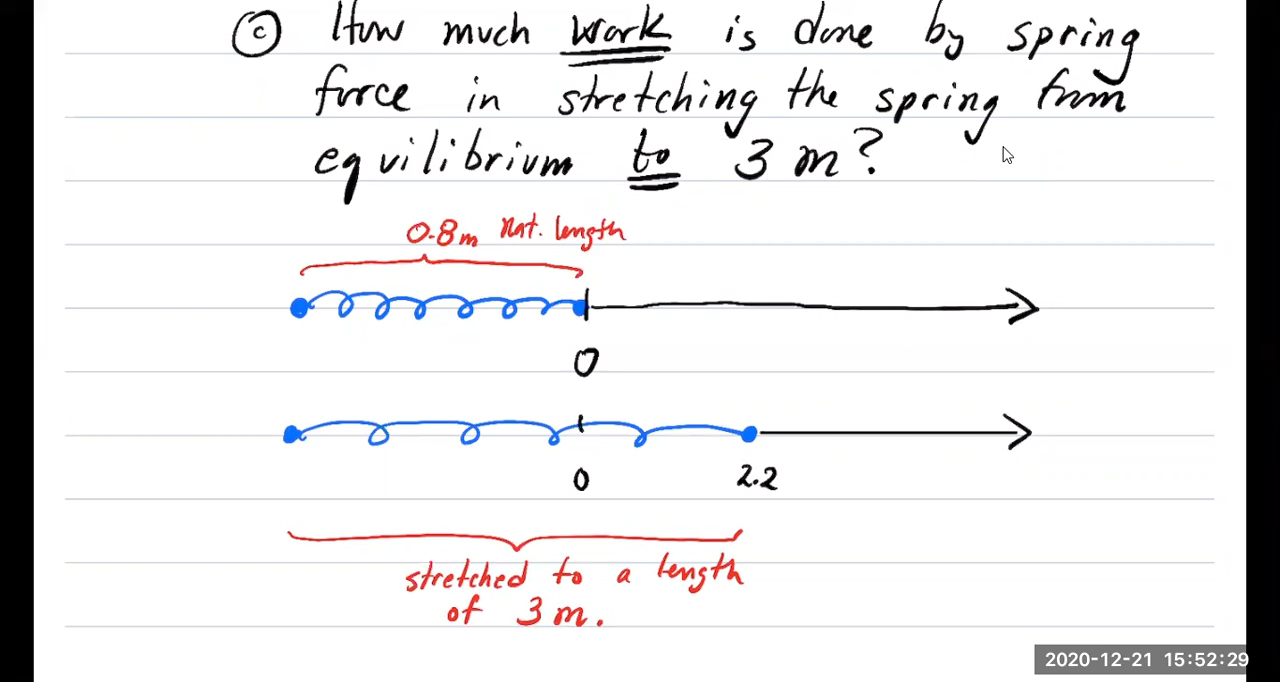 © How much work is done by spring
force in stretching the spring from
equilibrium to 3 m?
0.8m Nat. length
0
0 2.2
stretched to a length
of 3 m.
2020-12-21 15:52:29